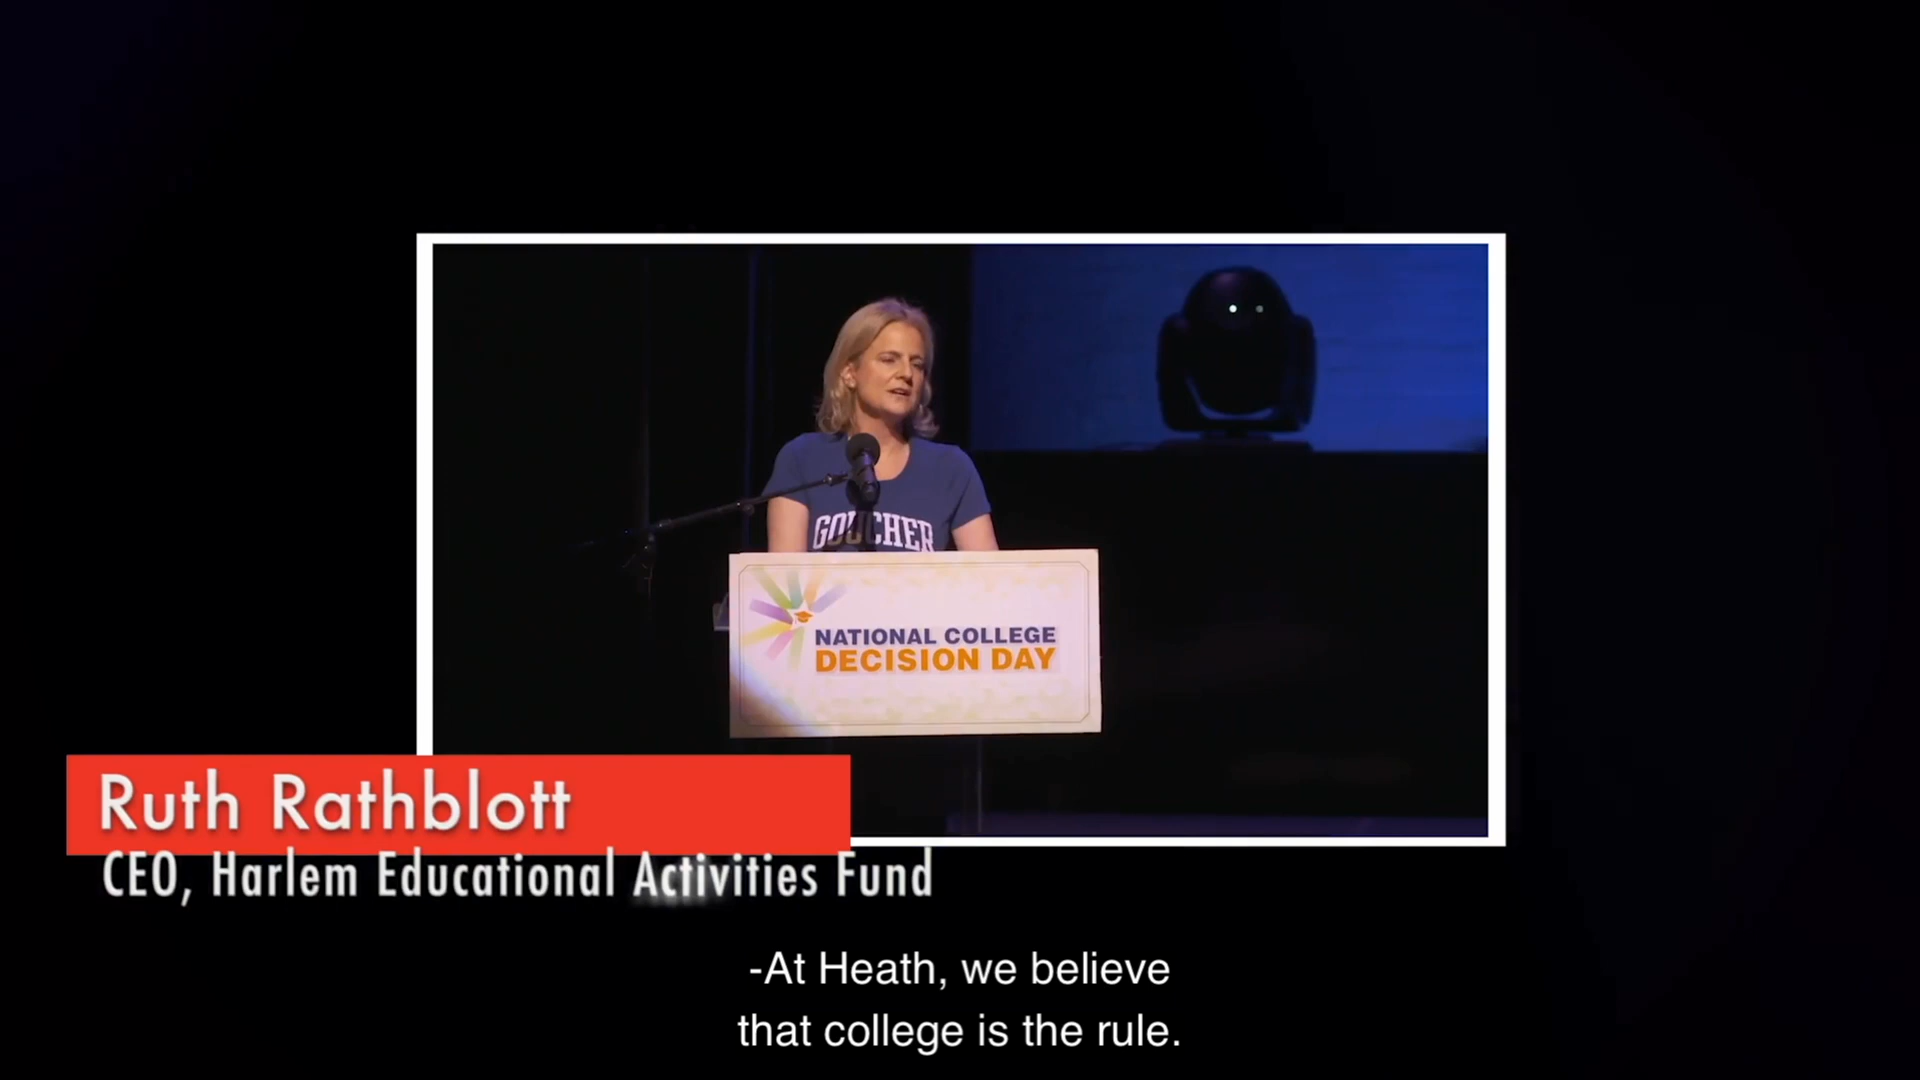 GOUCHER
NATIONAL COLLEGE
DECISION DAY
Ruth Rathblott
CEO, Harlem Educational Activities Fund
-At Heath, we believe
that college is the rule.